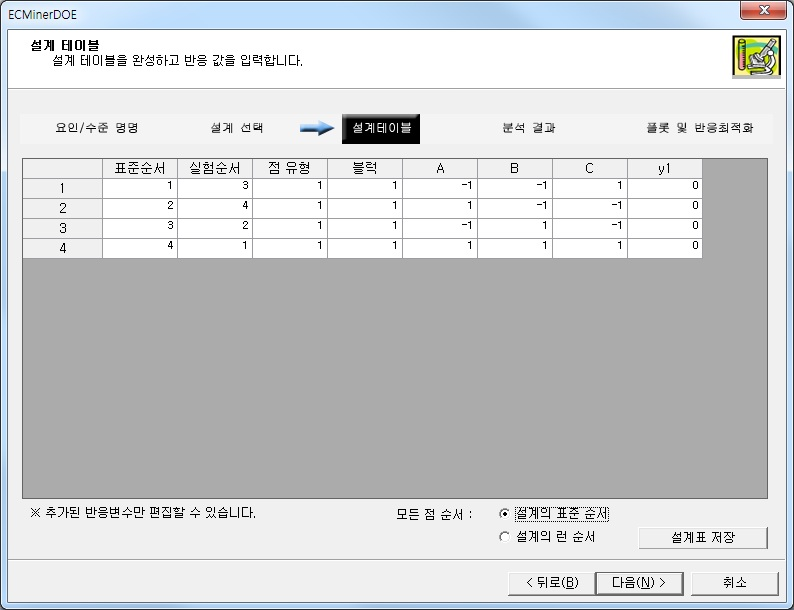 ECMinerDOE
설계 테이블
설계 테이블을 완성하고 반응 값을 입력합니다.
요인/수준 명명 설계 선택 설계테이블 분석 결과 플롯 및 반응최적화
표준순서 실험순서 점 유형 블럭 A B C y1
1 1 3 1 1 -1 -1 1 0
2 2 4 1 1 1 -1 -1 0
3 3 2 1 1 -1 1 -1 0
4 4 1 1 1 1 1 1 0
※ 추가된 반응변수만 편집할 수 있습니다. 모든 점 순서 : 설계의 표준 순서
설계의 런 순서 설계표 저장
< 뒤로(B) 다음(N) > 취소